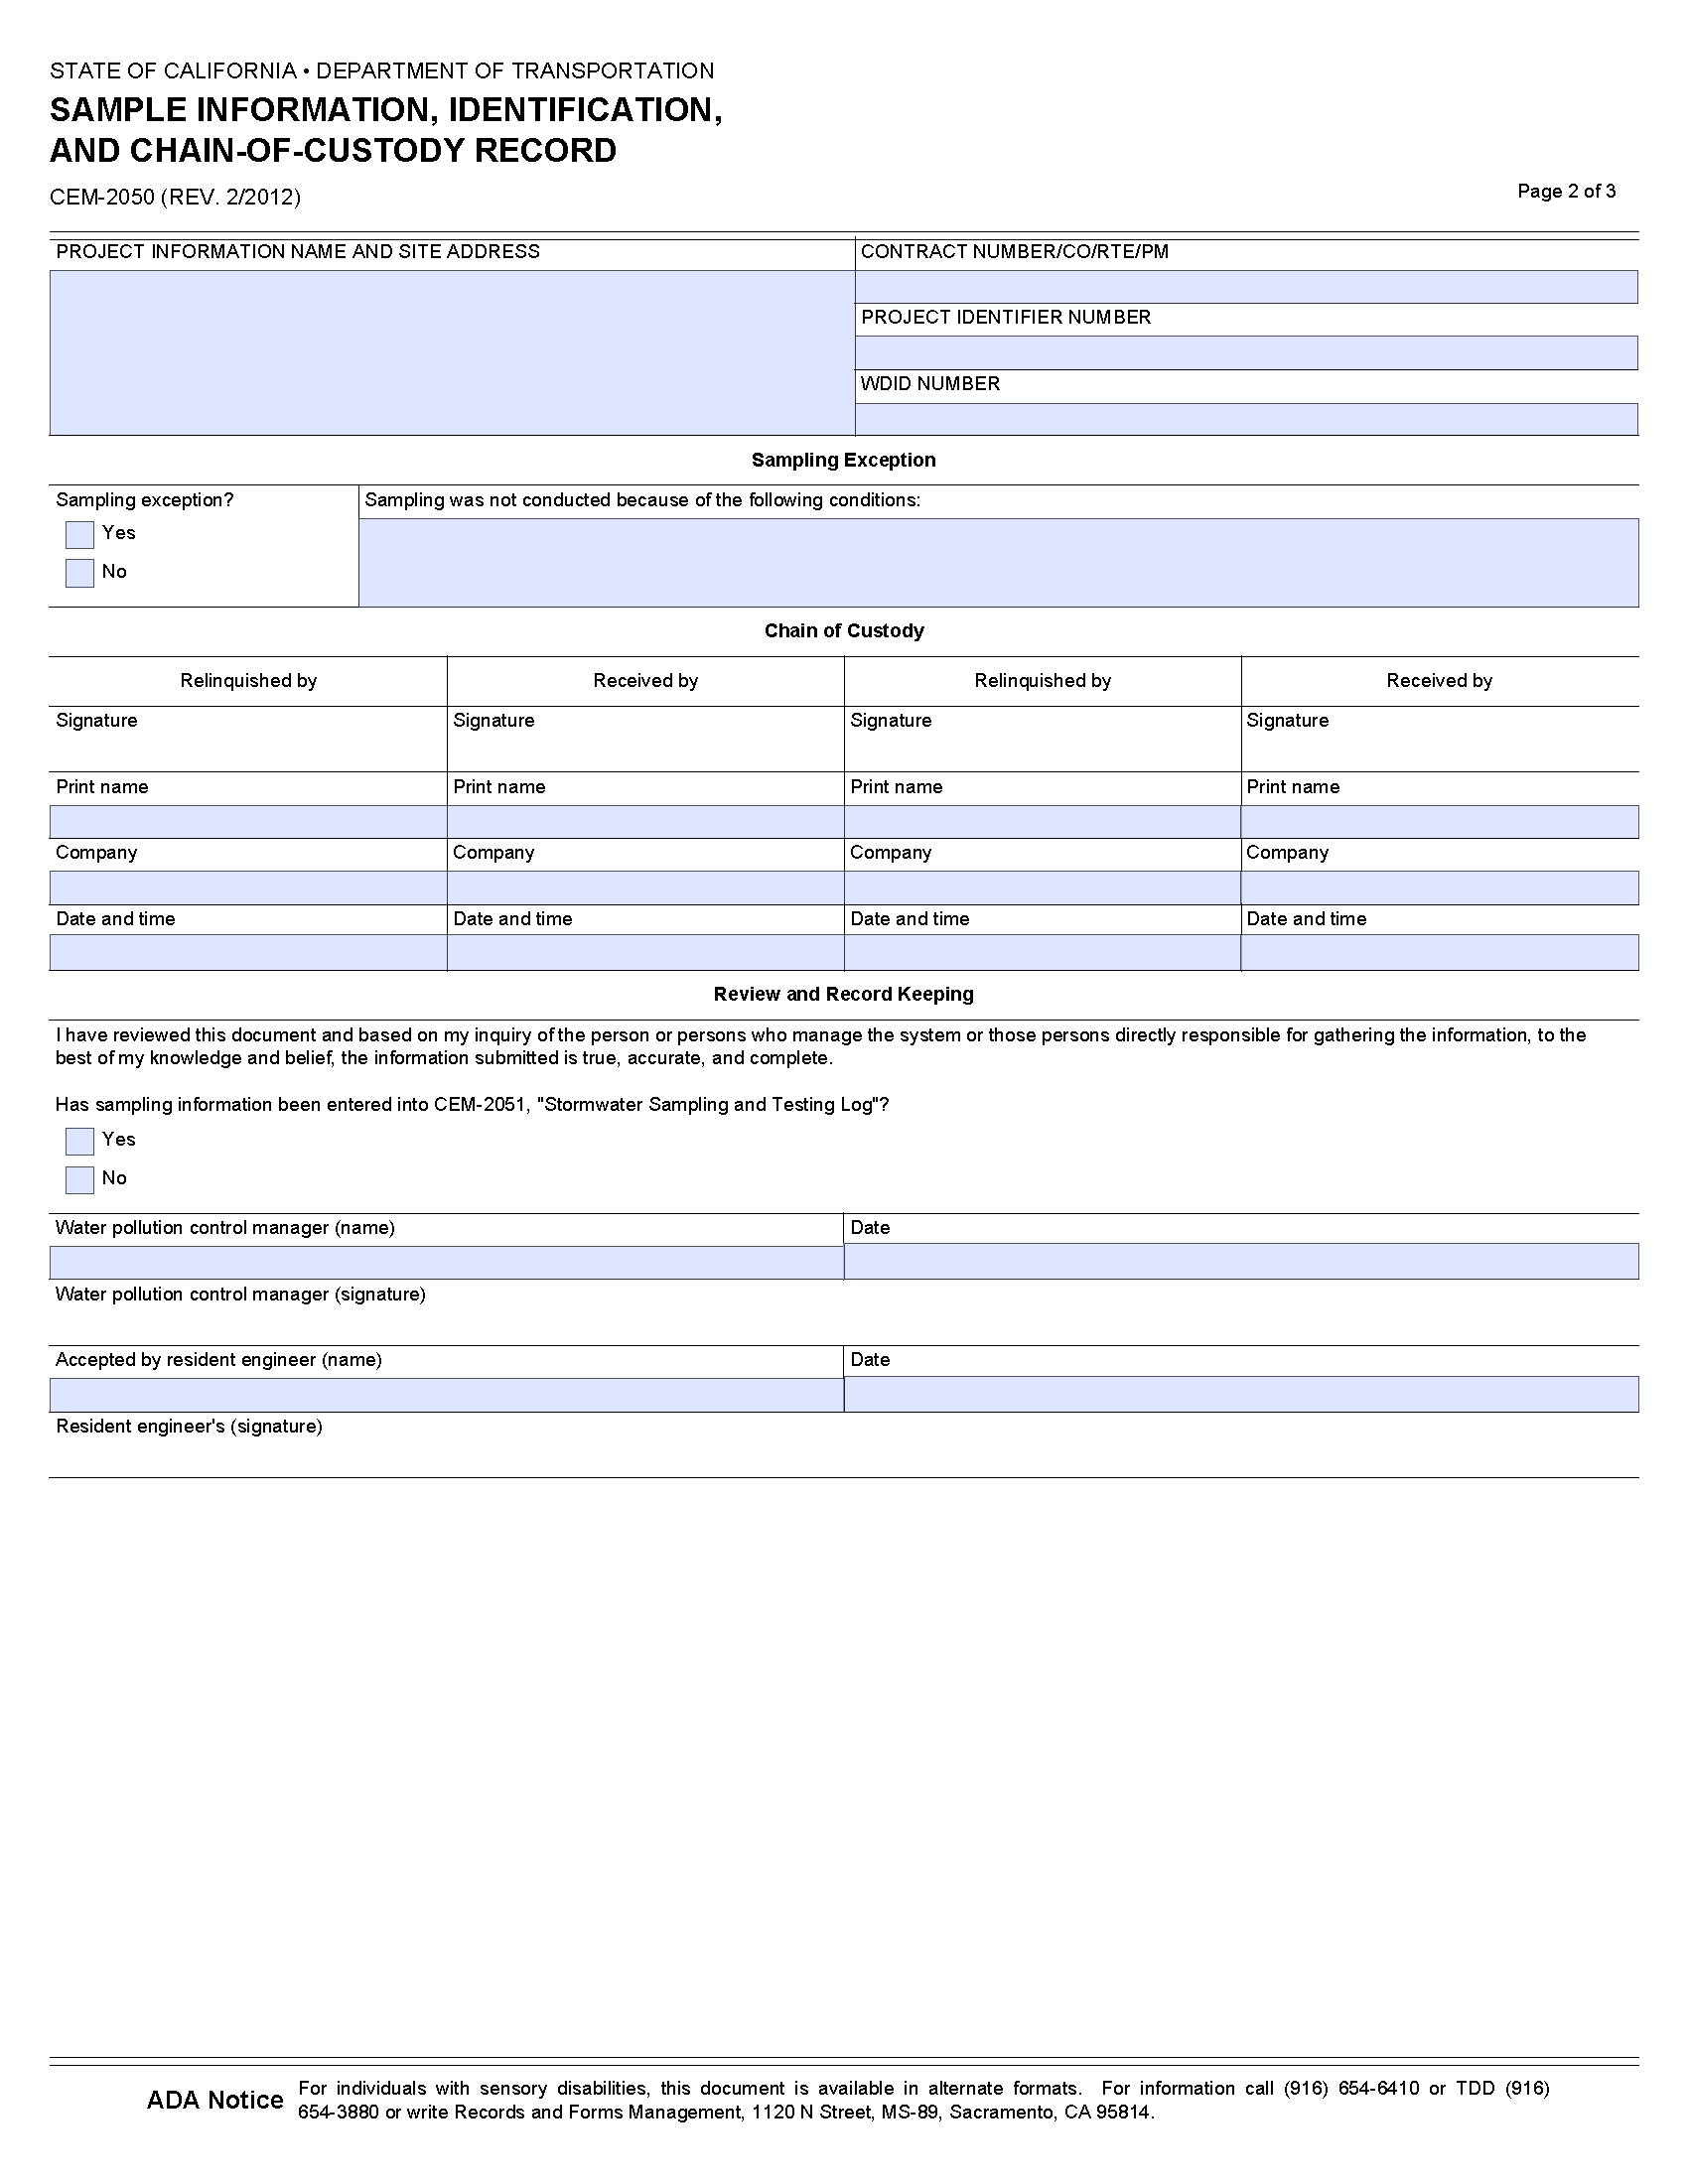 STATE OF CALIFORNIA • DEPARTMENT OF TRANSPORTATION
SAMPLE INFORMATION, IDENTIFICATION,
AND CHAIN-OF-CUSTODY RECORD
CEM-2050 (REV. 2/2012)
Page 2 of 3
PROJECT INFORMATION NAME AND SITE ADDRESS
CONTRACT NUMBER/CO/RTE/PM
PROJECT IDENTIFIER NUMBER
WDID NUMBER
Sampling Exception
Sampling exception?
Yes
No
Sampling was not conducted because of the following conditions:
Chain of Custody
Relinquished by Received by Relinquished by Received by
Signature Signature Signature Signature
Print name Print name Print name Print name
Company Company Company Company
Date and time Date and time Date and time Date and time
Review and Record Keeping
I have reviewed this document and based on my inquiry of the person or persons who manage the system or those persons directly responsible for gathering the information, to the
best of my knowledge and belief, the information submitted is true, accurate, and complete.
Has sampling information been entered into CEM-2051, "Stormwater Sampling and Testing Log"?
Yes
No
Water pollution control manager (name) Date
Water pollution control manager (signature)
Accepted by resident engineer (name) Date
Resident engineer's (signature)
ADA Notice
For individuals with sensory disabilities, this document is available in alternate formats. For information call (916) 654-6410 or TDD (916)
654-3880 or write Records and Forms Management, 1120 N Street, MS-89, Sacramento, CA 95814.